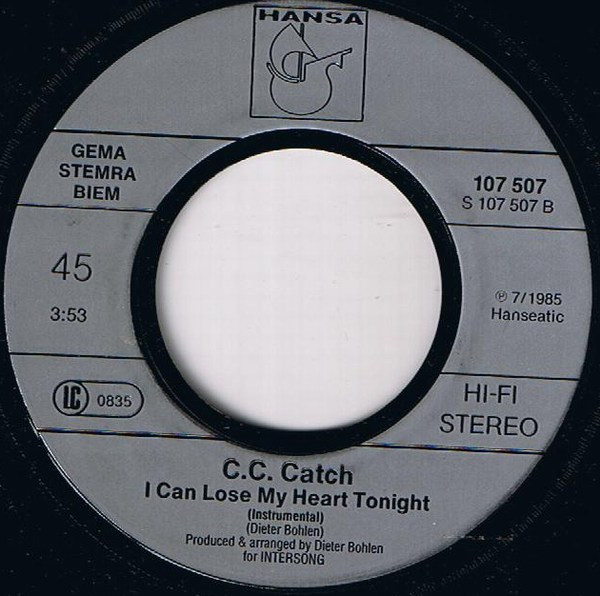 HANSA
GEMA
STEMRA
BIEM
107 507
S 107 507 B
45
3:53
℗ 7/1985
Hanseatic
LC 0835
HI-FI
STEREO
C.C. Catch
I Can Lose My Heart Tonight
(Instrumental)
(Dieter Bohlen)
Produced & arranged by Dieter Bohlen
for INTERSONG